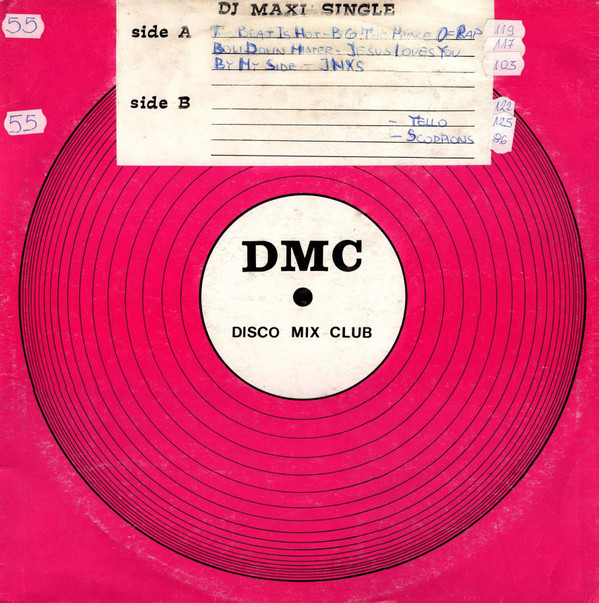 DJ MAXI SINGLE
55
side A T BEAT IS HOT - B.G. THE PRINCE OF RAP 119
BOW DOWN MISTER - JESUS LOVES YOU 117
BY MY SIDE - INXS 103
side B 122
55 - YELLO 125
- SCORPIONS 96
DMC
DISCO MIX CLUB